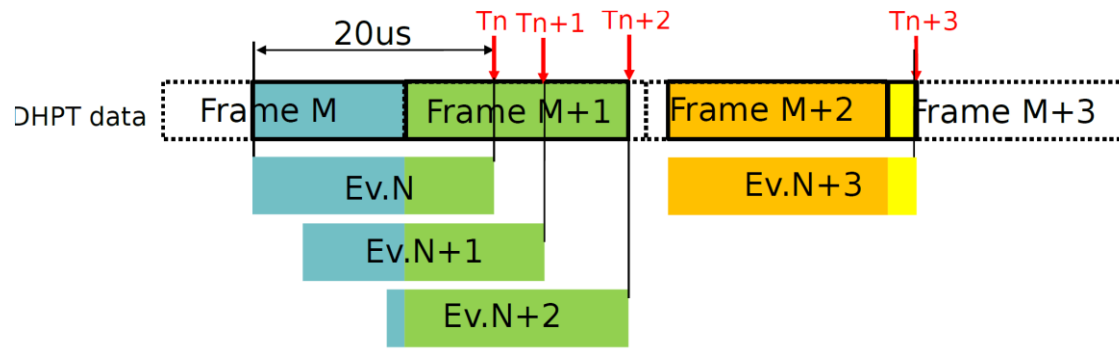 Tn Tn+1 Tn+2 Tn+3
20us
DHPT data Frame M Frame M+1 Frame M+2 Frame M+3
Ev.N Ev.N+3
Ev.N+1
Ev.N+2